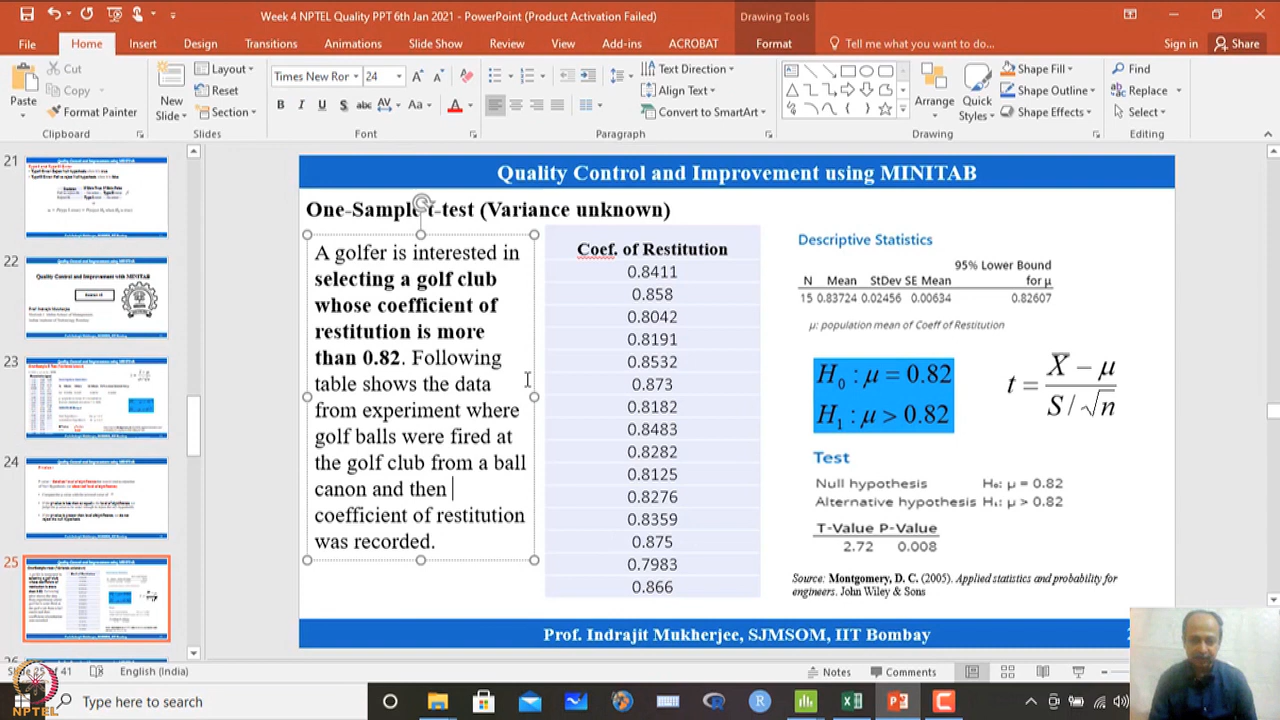 Week 4 NPTEL Quality PPT 6th Jan 2021 - PowerPoint (Product Activation Failed)
Drawing Tools
File Home Insert Design Transitions Animations Slide Show Review View Add-ins ACROBAT Format Tell me what you want to do... Sign in Share
Paste
Cut
Copy
Format Painter
Clipboard
New Slide
Layout
Reset
Section
Slides
Times New Ror 24
Font
Text Direction
Align Text
Convert to SmartArt
Paragraph
Arrange
Quick Styles
Shape Fill
Shape Outline
Shape Effects
Drawing
Find
Replace
Select
Editing
21
22
23
24
25
Quality Control and Improvement using MINITAB
One-Sample t-test (Variance unknown)
A golfer is interested in
selecting a golf club
whose coefficient of
restitution is more
than 0.82. Following
table shows the data
from experiment where
golf balls were fired at
the golf club from a ball
and then
coefficient of restitution
was recorded.
Coef. of Restitution
0.8411
0.858
0.8042
0.8191
0.873
0.8483
0.8282
0.8125
0.8276
0.8359
0.875
0.7983
0.866
Descriptive Statistics
95% Lower Bound
N Mean StDev SE Mean for μ
15 0.83724 0.02456 0.00634 0.82607
μ: population mean of Coeff of Restitution
H₀ : μ = 0.82
H₁ : μ > 0.82
t = X̄ − μ / S / √n
Test
Null hypothesis H₀: μ = 0.82
Alternative hypothesis H₁: μ > 0.82
T-Value P-Value
2.72 0.008
Source: Montgomery, D. C. (2005). Applied statistics and probability for
engineers. John Wiley & Sons
Prof. Indrajit Mukherjee, SJMSOM, IIT Bombay
Slide 25 of 41 English (India) Notes Comments
Type here to search
NPTEL